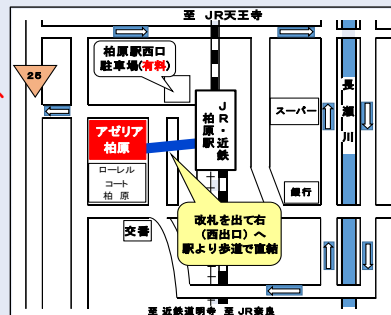 至 JR天王寺
柏原駅西口
駐車場(有料)
25
アゼリア
柏原
ローレル
コート
柏原
JR・近鉄
柏原駅
スーパー
長瀬川
銀行
改札を出て右
(西出口)へ
駅より歩道で直結
交番
至 近鉄道明寺 至 JR奈良